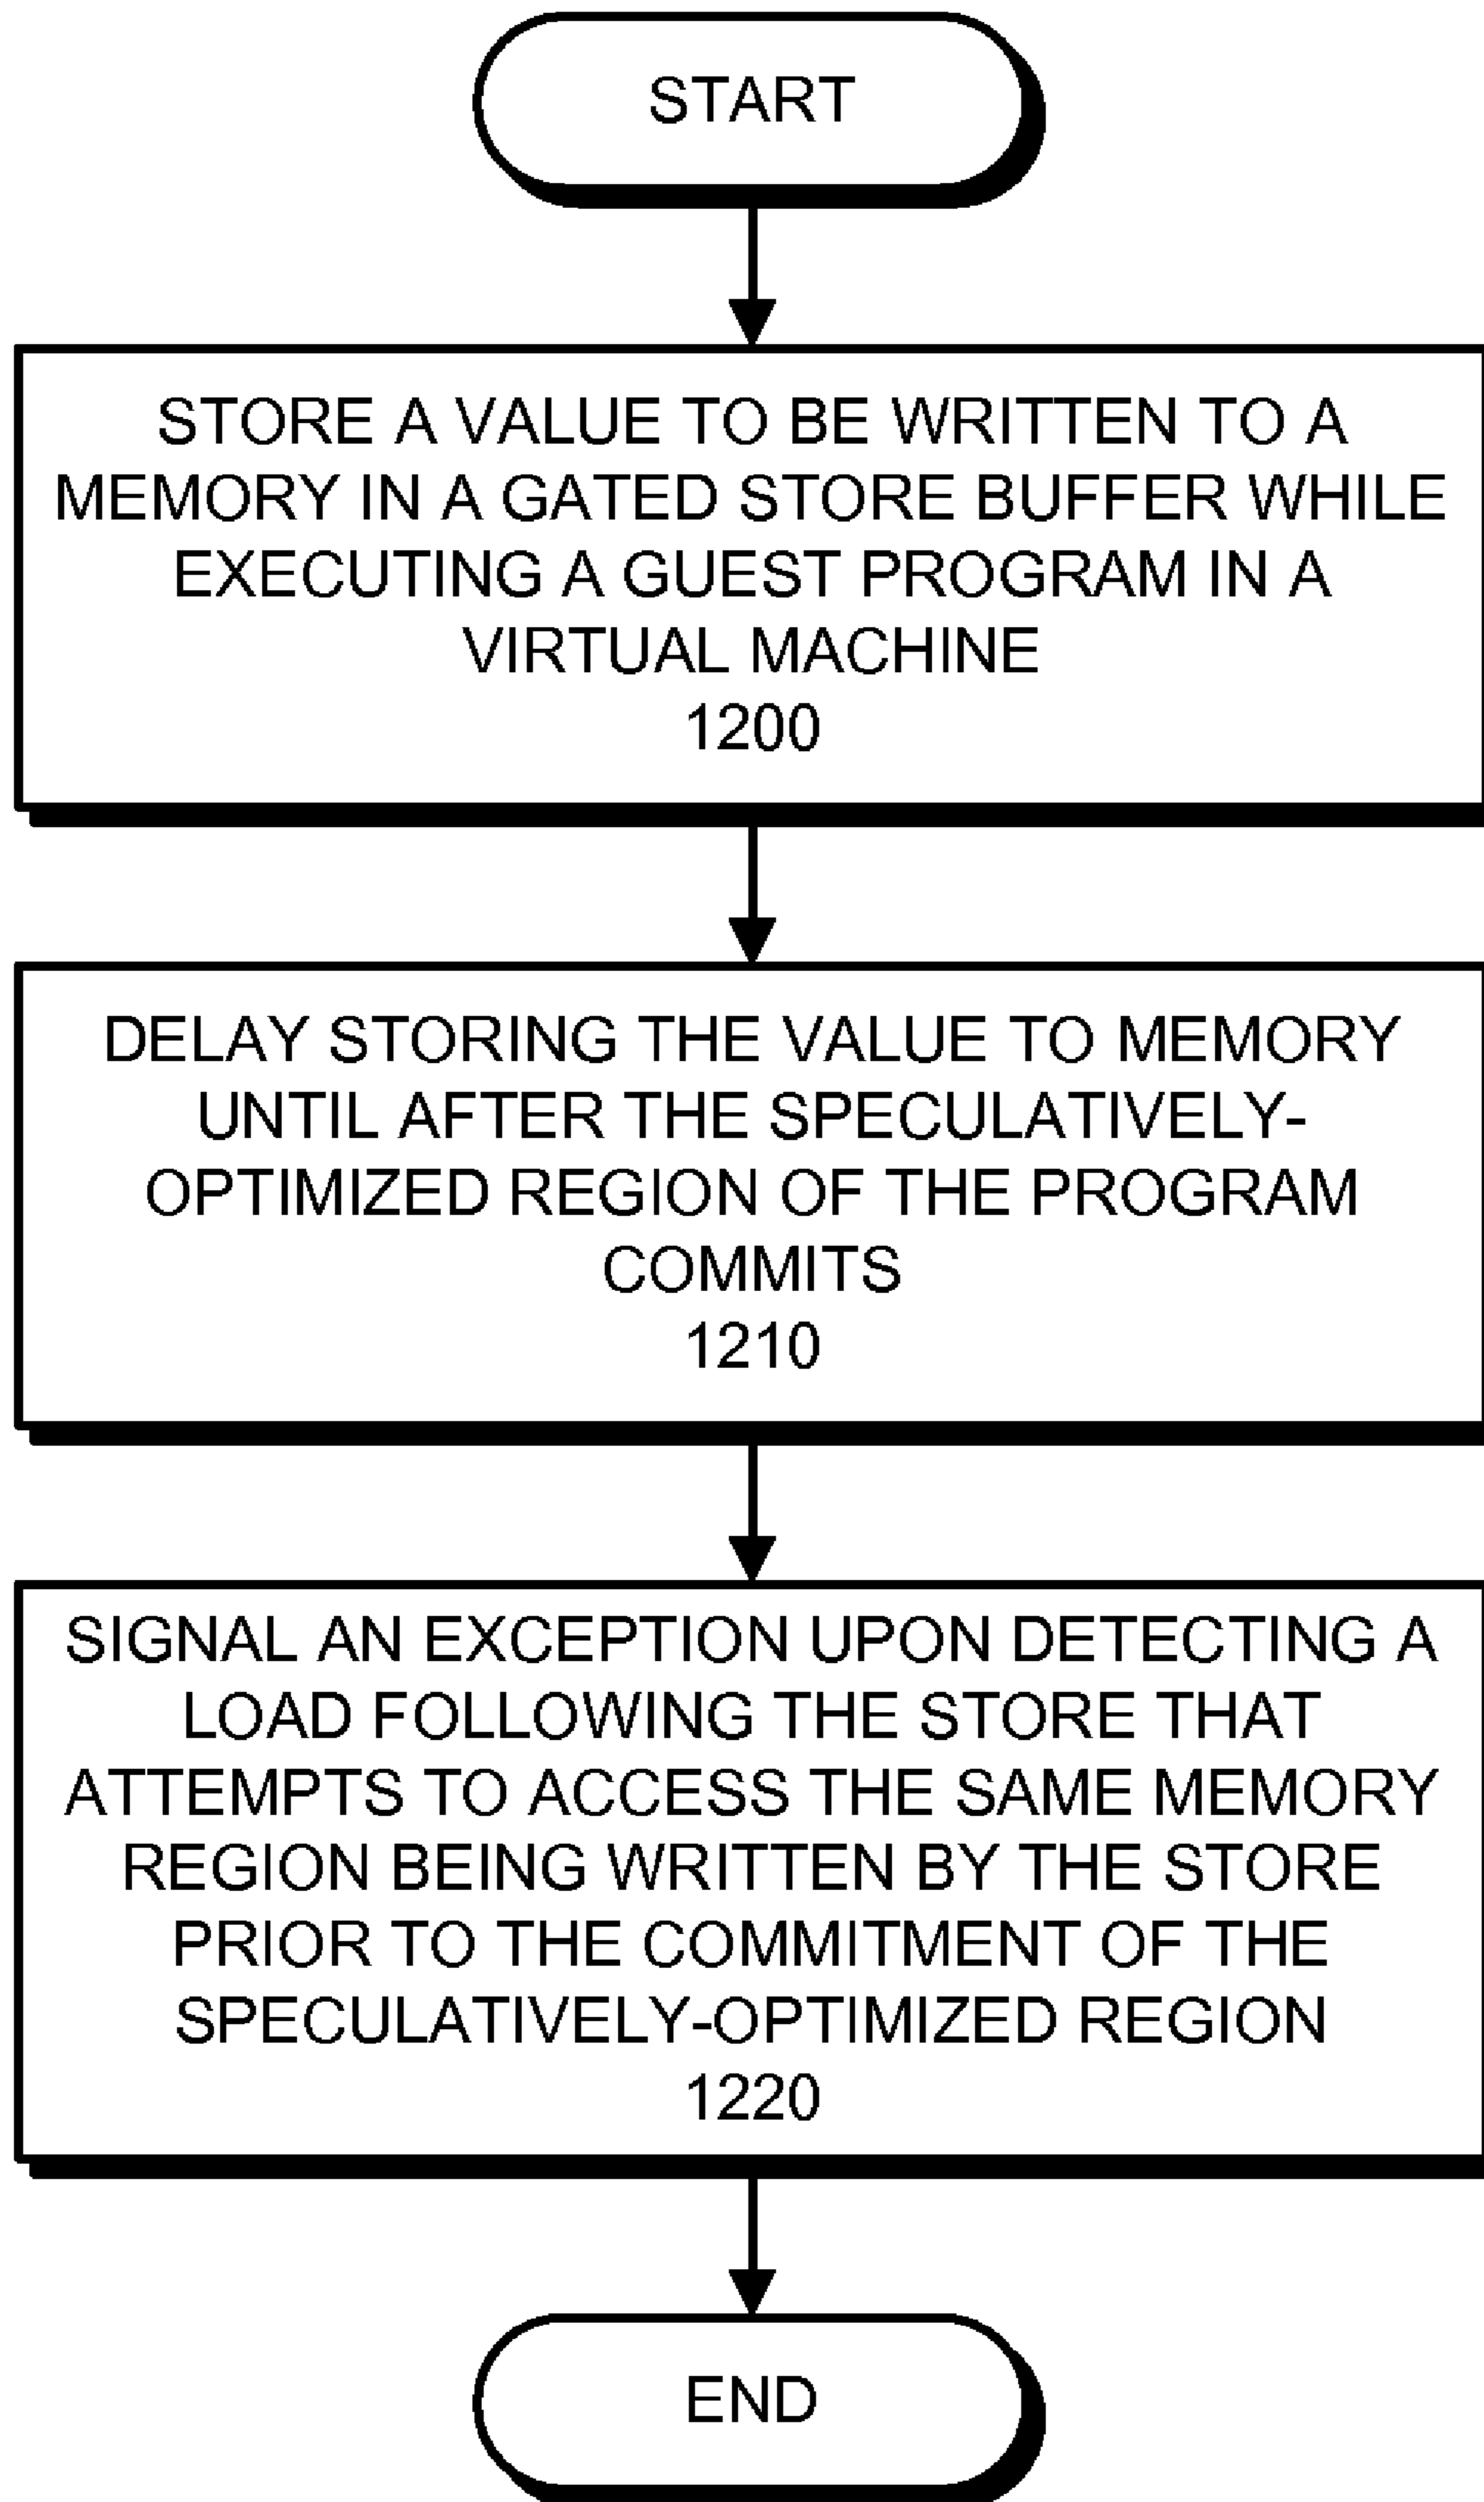 START
STORE A VALUE TO BE WRITTEN TO A
MEMORY IN A GATED STORE BUFFER WHILE
EXECUTING A GUEST PROGRAM IN A
VIRTUAL MACHINE
1200
DELAY STORING THE VALUE TO MEMORY
UNTIL AFTER THE SPECULATIVELY-
OPTIMIZED REGION OF THE PROGRAM
COMMITS
1210
SIGNAL AN EXCEPTION UPON DETECTING A
LOAD FOLLOWING THE STORE THAT
ATTEMPTS TO ACCESS THE SAME MEMORY
REGION BEING WRITTEN BY THE STORE
PRIOR TO THE COMMITMENT OF THE
SPECULATIVELY-OPTIMIZED REGION
1220
END